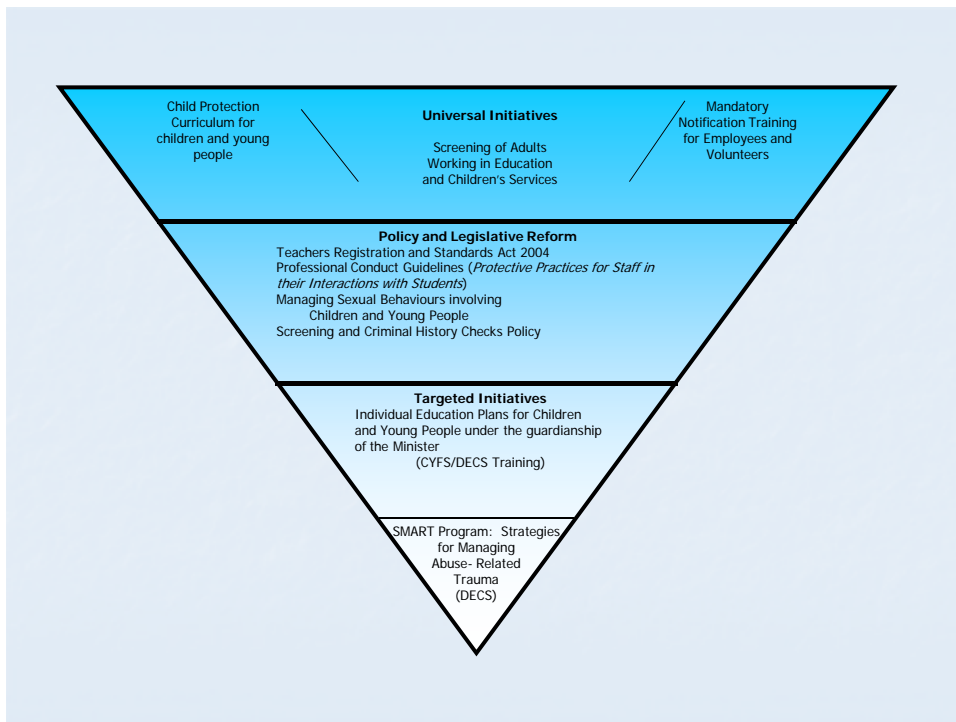 Child Protection
Curriculum for
children and young
people
Universal Initiatives
Screening of Adults
Working in Education
and Children's Services
Mandatory
Notification Training
for Employees and
Volunteers
Policy and Legislative Reform
Teachers Registration and Standards Act 2004
Professional Conduct Guidelines (Protective Practices for Staff in
their Interactions with Students)
Managing Sexual Behaviours involving
Children and Young People
Screening and Criminal History Checks Policy
Targeted Initiatives
Individual Education Plans for Children
and Young People under the guardianship
of the Minister
(CYFS/DECS Training)
SMART Program: Strategies
for Managing
Abuse- Related
Trauma
(DECS)